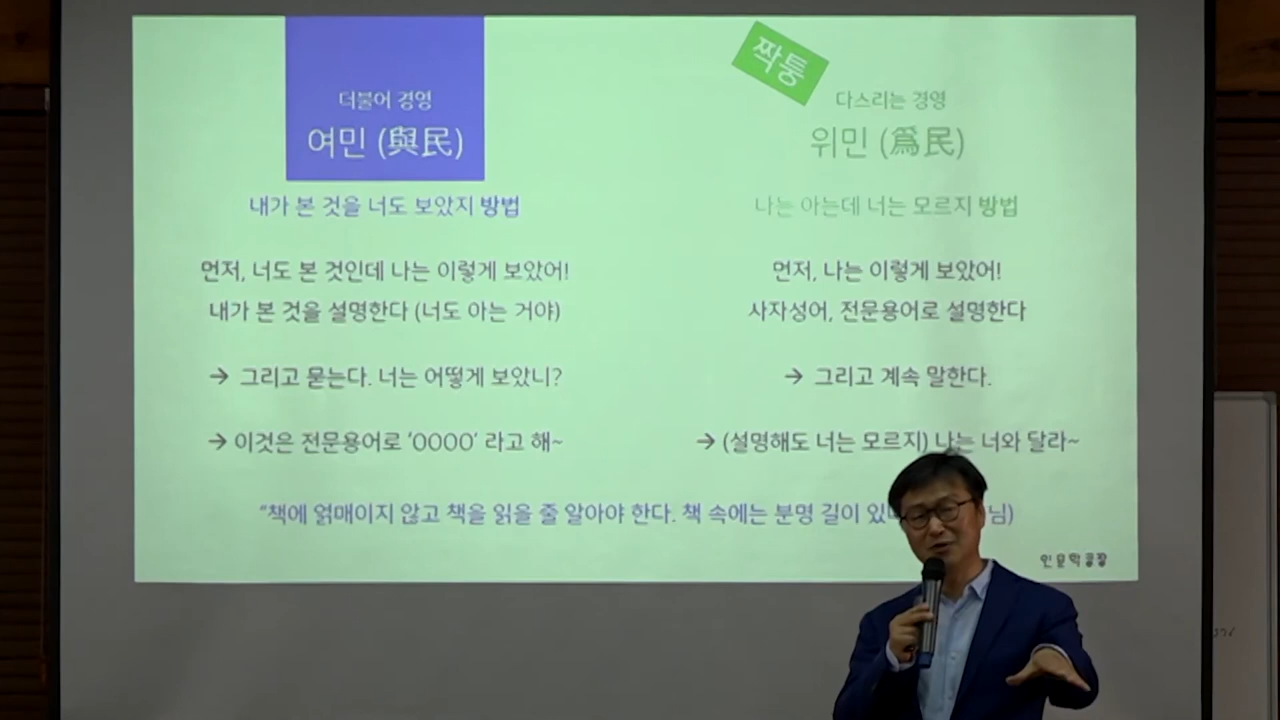 더불어 경영
여민 (與民)
내가 본 것을 너도 보았지 방법
먼저, 너도 본 것인데 나는 이렇게 보았어!
내가 본 것을 설명한다 (너도 아는 거야)
→ 그리고 묻는다. 너는 어떻게 보았니?
→ 이것은 전문용어로 ‘OOOO’ 라고 해~
짝퉁
다스리는 경영
위민 (爲民)
나는 아는데 너는 모르지 방법
먼저, 나는 이렇게 보았어!
사자성어, 전문용어로 설명한다
→ 그리고 계속 말한다.
→ (설명해도 너는 모르지) 나는 너와 달라~
“책에 얽매이지 않고 책을 읽을 줄 알아야 한다. 책 속에는 분명 길이 있 님)
인문학공장